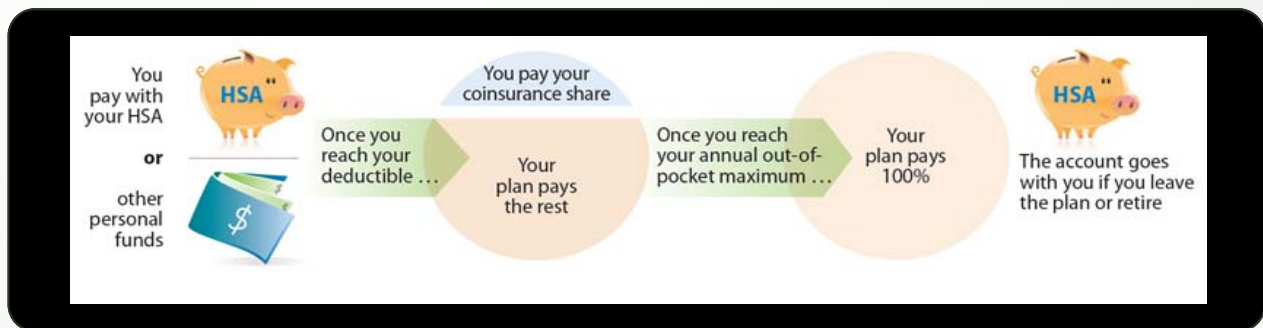 You
pay with
your HSA
or
other
personal
funds
HSA
$
$
Once you
reach your
deductible …
You pay your
coinsurance share
Your
plan pays
the rest
Once you reach
your annual out-of-
pocket maximum …
Your
plan pays
100%
HSA
The account goes
with you if you leave
the plan or retire